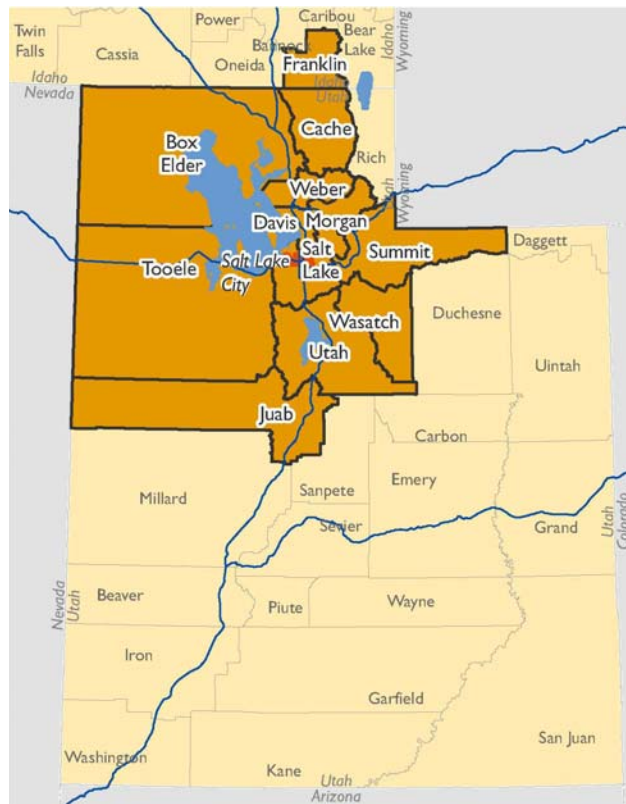 Power
Caribou
Twin
Falls
Cassia
Bannock
Oneida
Bear
Lake
Idaho
Wyoming
Franklin
Idaho
Nevada
Idaho
Utah
Cache
Box
Elder
Rich
Weber
Utah
Wyoming
Davis
Morgan
Salt
Lake
Summit
Daggett
Tooele
Salt Lake
City
Wasatch
Duchesne
Utah
Uintah
Juab
Carbon
Millard
Sanpete
Emery
Sevier
Grand
Utah
Colorado
Nevada
Utah
Beaver
Piute
Wayne
Iron
Garfield
Washington
San Juan
Kane
Utah
Arizona